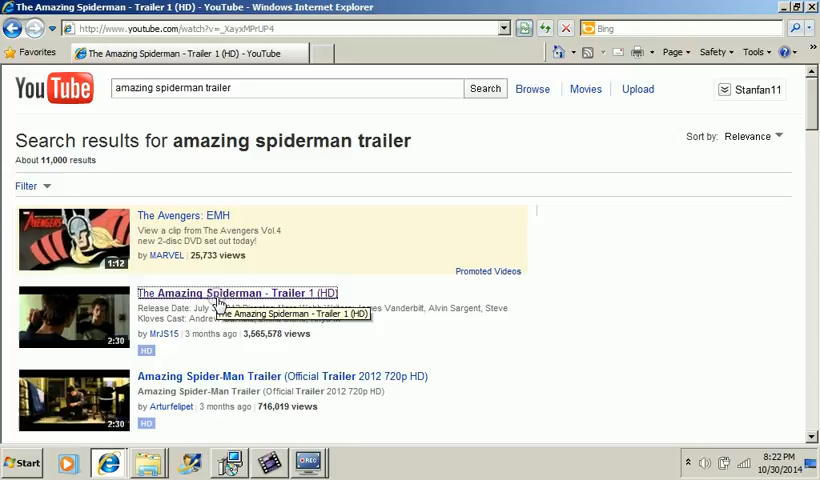 The Amazing Spiderman - Trailer 1 (HD) - YouTube - Windows Internet Explorer
http://www.youtube.com/watch?v=_XayxMPrUP4
Bing
Favorites
The Amazing Spiderman - Trailer 1 (HD) - YouTube
Page
Safety
Tools
YouTube
amazing spiderman trailer
Search
Browse
Movies
Upload
Stanfan11
Search results for amazing spiderman trailer
About 11,000 results
Sort by: Relevance
Filter
The Avengers: EMH
View a clip from The Avengers Vol.4
new 2-disc DVD set out today!
by MARVEL 25,733 views
1:12
Promoted Videos
The Amazing Spiderman - Trailer 1 (HD)
Release Date: July James Vanderbilt, Alvin Sargent, Steve
Kloves Cast:
The Amazing Spiderman - Trailer 1 (HD)
by MrJS15 3 months ago 3,565,578 views
2:30
HD
Amazing Spider-Man Trailer (Official Trailer 2012 720p HD)
Amazing Spider-Man Trailer (Official Trailer 2012 720p HD)
by Arturfelipet 3 months ago 716,019 views
2:30
HD
Start
REC
8:22 PM
10/30/2014